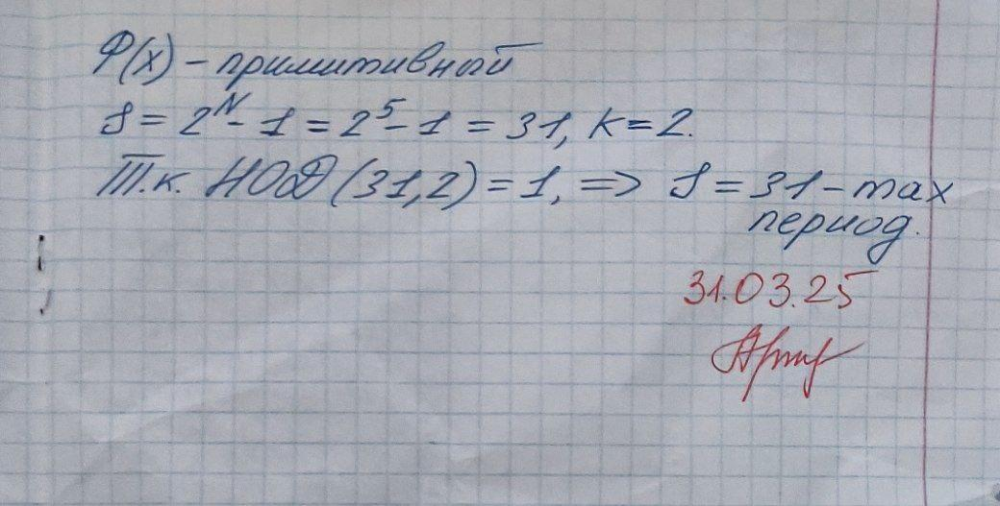 Ф(x) – примитивный
S = 2^N - 1 = 2^5 - 1 = 31, k = 2.
Т.к. НОД (31,2) = 1, => S = 31 – max
период.
31.03.25